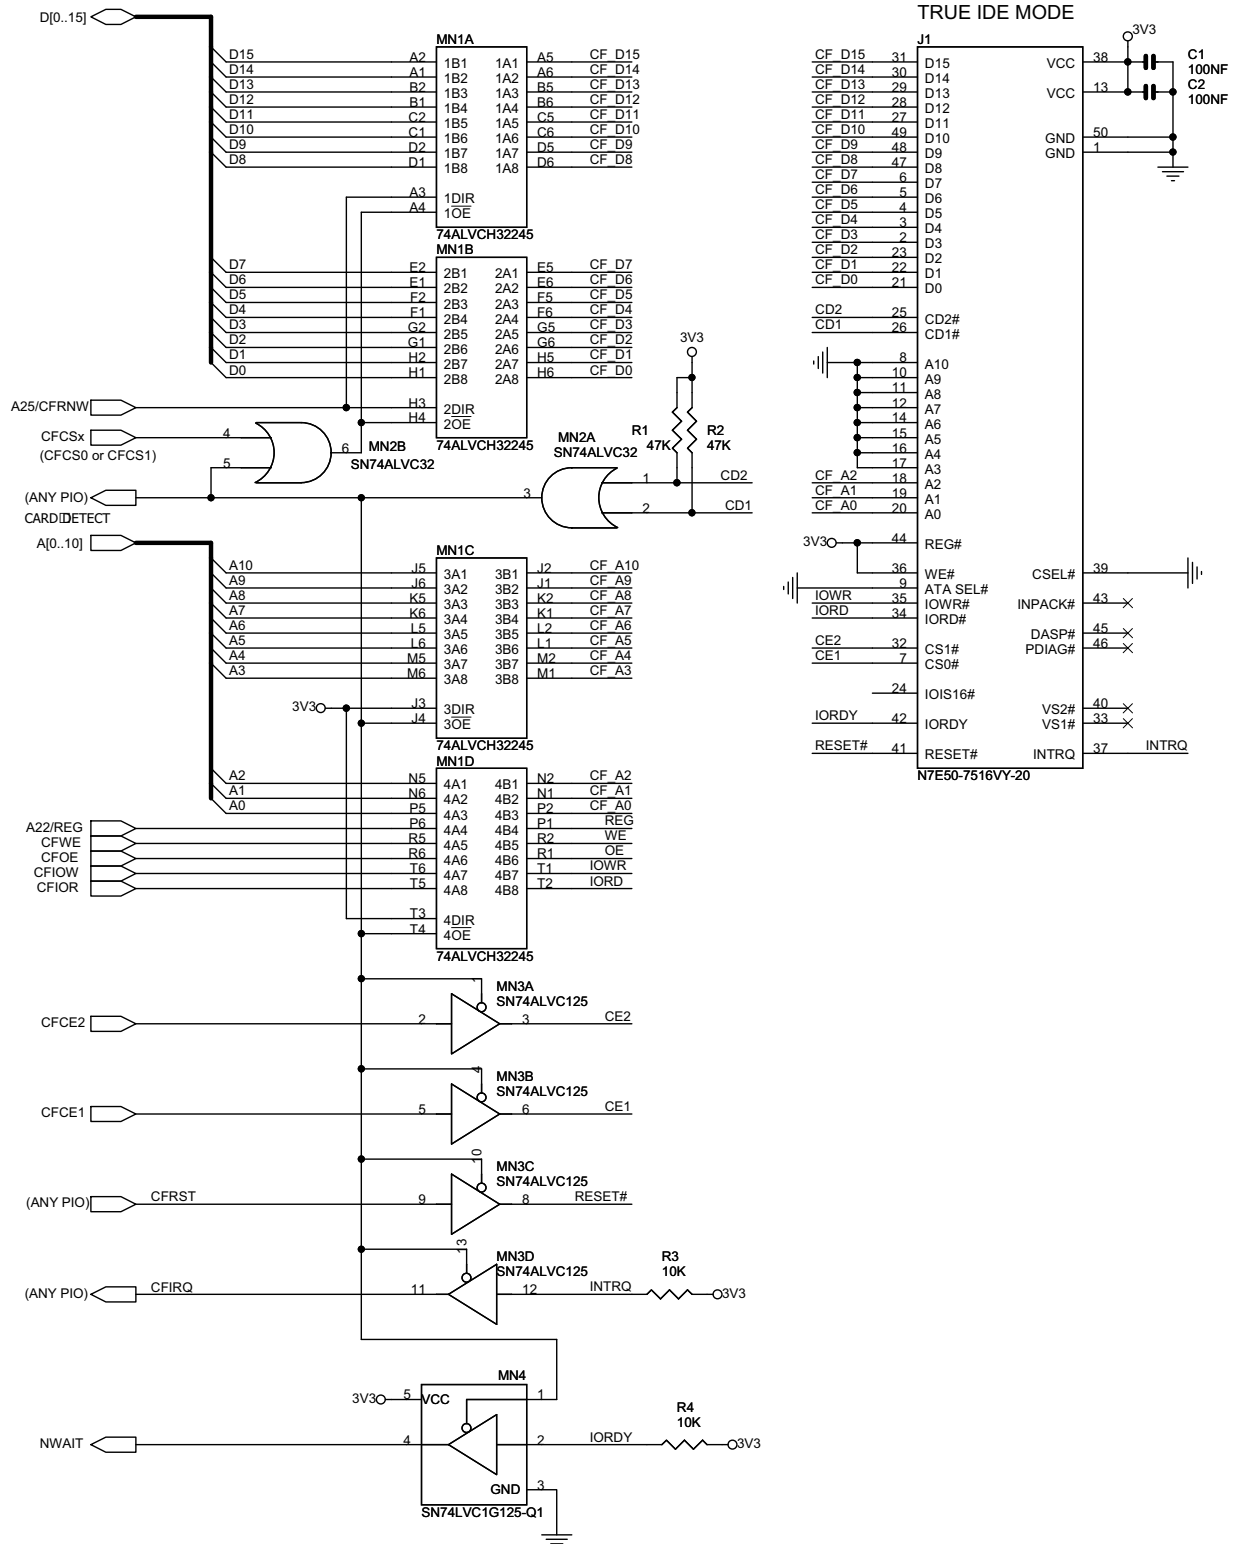 TRUE IDE MODE
D[0..15]
MN1A
D15 A2 1B1 1A1 A5 CF_D15
D14 A1 1B2 1A2 A6 CF_D14
D13 B2 1B3 1A3 B5 CF_D13
D12 B1 1B4 1A4 B6 CF_D12
D11 C2 1B5 1A5 C5 CF_D11
D10 C1 1B6 1A6 C6 CF_D10
D9 D2 1B7 1A7 D5 CF_D9
D8 D1 1B8 1A8 D6 CF_D8
A3 1DIR
A4 1OE
74ALVCH32245
MN1B
D7 E2 2B1 2A1 E5 CF_D7
D6 E1 2B2 2A2 E6 CF_D6
D5 F2 2B3 2A3 F5 CF_D5
D4 F1 2B4 2A4 F6 CF_D4
D3 G2 2B5 2A5 G5 CF_D3
D2 G1 2B6 2A6 G6 CF_D2
D1 H2 2B7 2A7 H5 CF_D1
D0 H1 2B8 2A8 H6 CF_D0
A25/CFRNW H3 2DIR
H4 2OE
74ALVCH32245
CFCSx
(CFCS0 or CFCS1)
4
5
6
MN2B
SN74ALVC32
MN2A
SN74ALVC32
3V3
R1
47K
R2
47K
1 CD2
2 CD1
3
(ANY PIO)
CARD DETECT
A[0..10]
MN1C
A10 J5 3A1 3B1 J2 CF_A10
A9 J6 3A2 3B2 J1 CF_A9
A8 K5 3A3 3B3 K2 CF_A8
A7 K6 3A4 3B4 K1 CF_A7
A6 L5 3A5 3B5 L2 CF_A6
A5 L6 3A6 3B6 L1 CF_A5
A4 M5 3A7 3B7 M2 CF_A4
A3 M6 3A8 3B8 M1 CF_A3
3V3 J3 3DIR
J4 3OE
74ALVCH32245
MN1D
A2 N5 4A1 4B1 N2 CF_A2
A1 N6 4A2 4B2 N1 CF_A1
A0 P5 4A3 4B3 P2 CF_A0
A22/REG P6 4A4 4B4 P1 REG
CFWE R5 4A5 4B5 R2 WE
CFOE R6 4A6 4B6 R1 OE
CFIOW T6 4A7 4B7 T1 IOWR
CFIOR T5 4A8 4B8 T2 IORD
T3 4DIR
T4 4OE
74ALVCH32245
1
MN3A
SN74ALVC125
CFCE2 2 3 CE2
4
MN3B
SN74ALVC125
CFCE1 5 6 CE1
10
MN3C
SN74ALVC125
(ANY PIO) CFRST 9 8 RESET#
13
MN3D
SN74ALVC125
R3
10K
(ANY PIO) CFIRQ 11 12 INTRQ 3V3
MN4
3V3 5 VCC 1
R4
10K
NWAIT 4 2 IORDY 3V3
GND 3
SN74LVC1G125-Q1
J1
3V3
CF_D15 31 D15 VCC 38
CF_D14 30 D14
CF_D13 29 D13 VCC 13
CF_D12 28 D12
CF_D11 27 D11
CF_D10 49 D10 GND 50
CF_D9 48 D9 GND 1
CF_D8 47 D8
CF_D7 6 D7
CF_D6 5 D6
CF_D5 4 D5
CF_D4 3 D4
CF_D3 2 D3
CF_D2 23 D2
CF_D1 22 D1
CF_D0 21 D0
C1
100NF
C2
100NF
CD2 25 CD2#
CD1 26 CD1#
8 A10
10 A9
11 A8
12 A7
14 A6
15 A5
16 A4
17 A3
CF_A2 18 A2
CF_A1 19 A1
CF_A0 20 A0
3V3 44 REG#
36 WE# CSEL# 39
9 ATA SEL#
IOWR 35 IOWR# INPACK# 43
IORD 34 IORD#
DASP# 45
CE2 32 CS1# PDIAG# 46
CE1 7 CS0#
24 IOIS16#
VS2# 40
IORDY 42 IORDY VS1# 33
RESET# 41 RESET# INTRQ 37 INTRQ
N7E50-7516VY-20